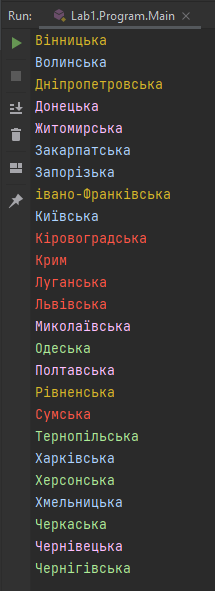 Run: Lab1.Program.Main
Вінницька
Волинська
Дніпропетровська
Донецька
Житомирська
Закарпатська
Запорізька
івано-Франківська
Київська
Кіровоградська
Крим
Луганська
Львівська
Миколаївська
Одеська
Полтавська
Рівненська
Сумська
Тернопільська
Харківська
Херсонська
Хмельницька
Черкаська
Чернівецька
Чернігівська